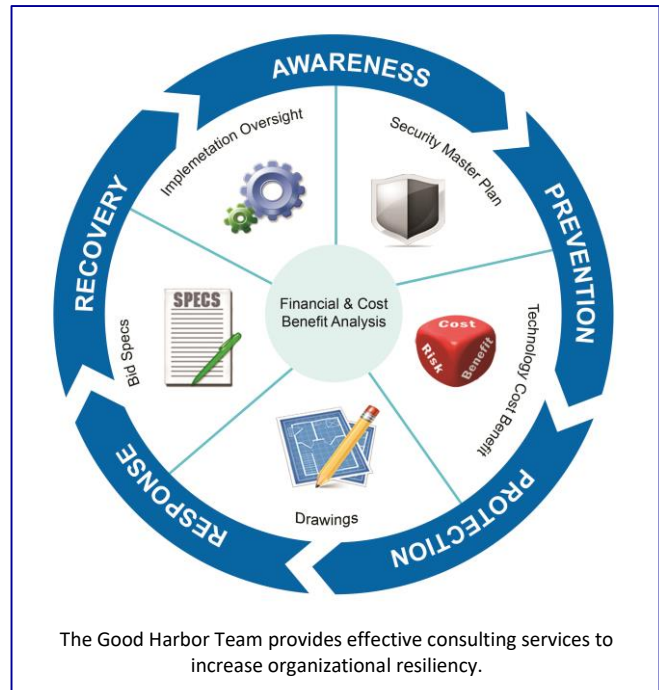 AWARENESS
PREVENTION
PROTECTION
RESPONSE
RECOVERY
Implemetation Oversight
Security Master Plan
Technology Cost Benefit
Drawings
Bid Specs
SPECS
Cost
Risk
Benefit
Financial & Cost
Benefit Analysis
The Good Harbor Team provides effective consulting services to
increase organizational resiliency.